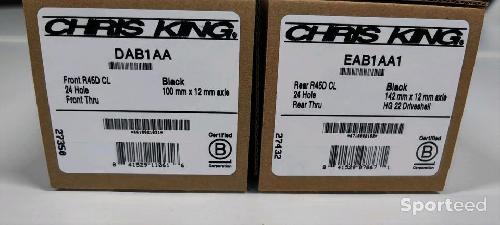 CHRIS KING.
DAB1AA
Front R45D CL
24 Hole
Front Thru
Black
100 mm x 12 mm axle
27350
Certified
B
Corporation
CHRIS KING.
EAB1AA1
Rear R45D CL
24 Hole
Rear Thru
Black
142 mm x 12 mm axle
HG 22 Driveshell
27432
Certified
B
Corporation
Sporteed